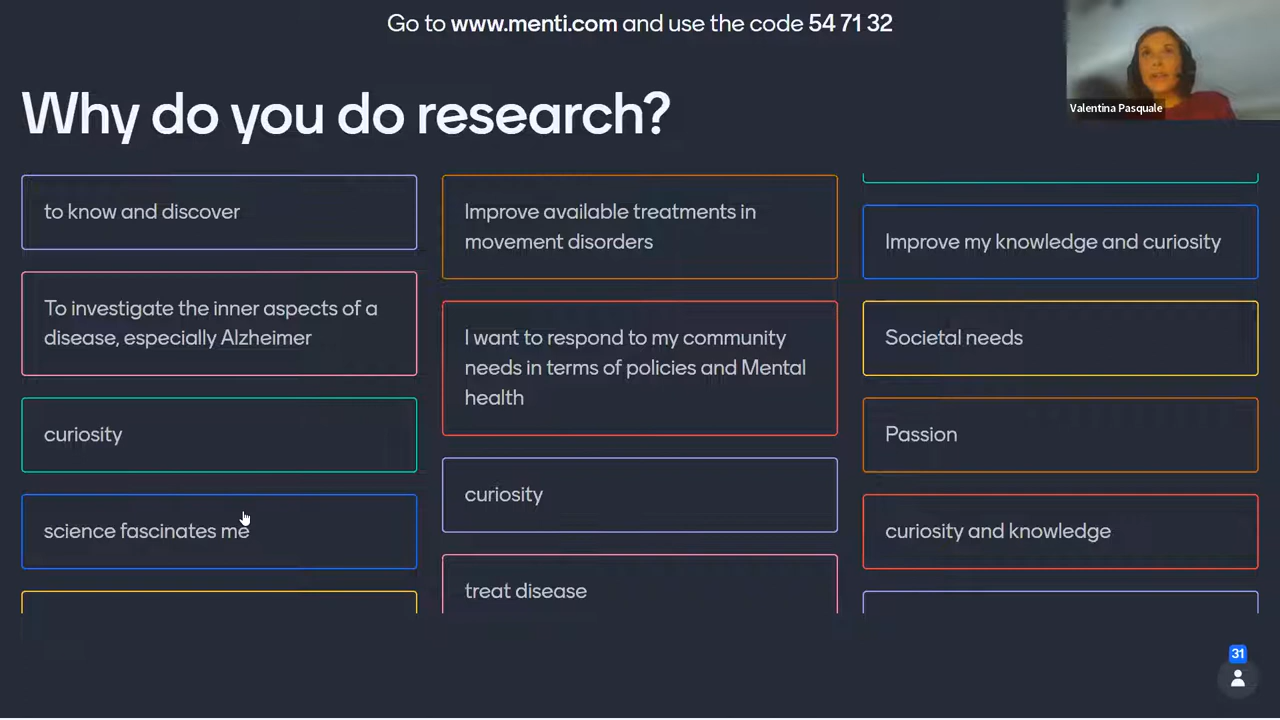 Go to www.menti.com and use the code 54 71 32
Valentina Pasquale
Why do you do research?
to know and discover
To investigate the inner aspects of a
disease, especially Alzheimer
curiosity
science fascinates me
Improve available treatments in
movement disorders
I want to respond to my community
needs in terms of policies and Mental
health
curiosity
treat disease
Improve my knowledge and curiosity
Societal needs
Passion
curiosity and knowledge
31